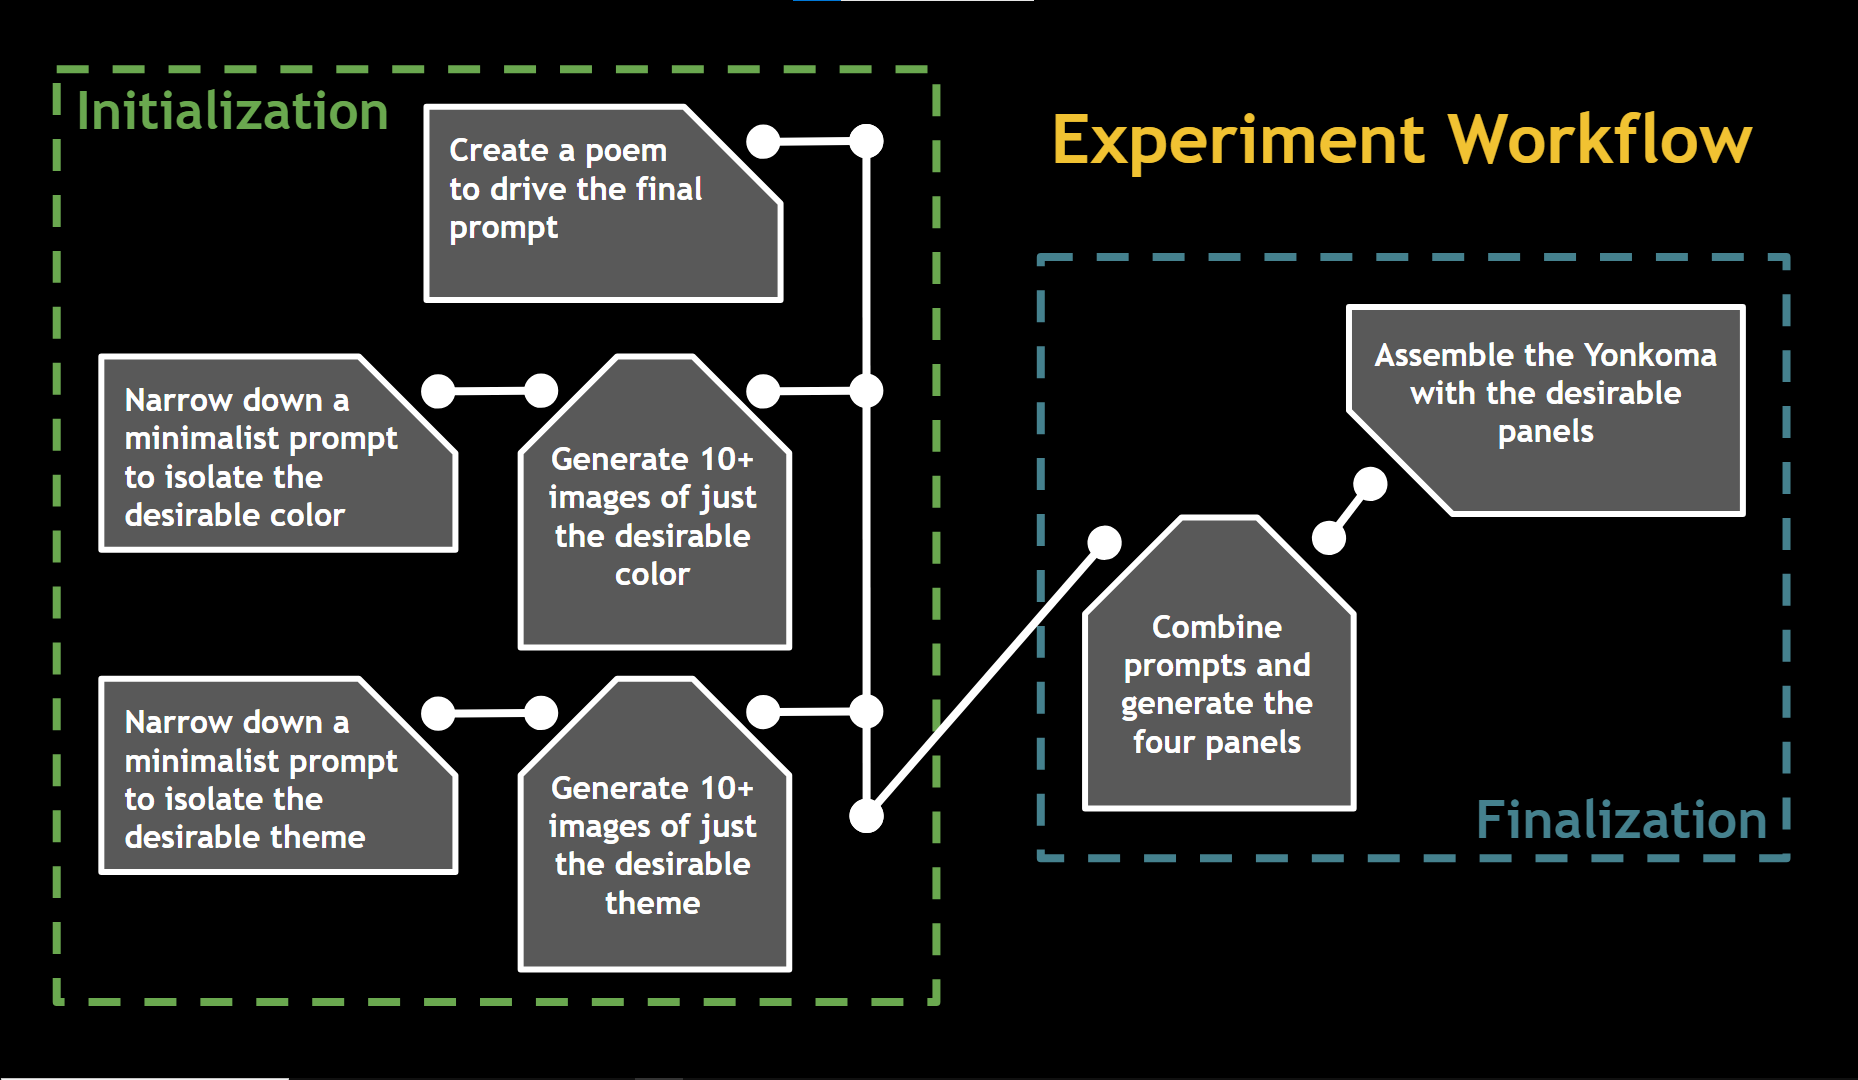 Initialization
Create a poem
to drive the final
prompt
Narrow down a
minimalist prompt
to isolate the
desirable color
Generate 10+
images of just
the desirable
color
Narrow down a
minimalist prompt
to isolate the
desirable theme
Generate 10+
images of just
the desirable
theme
Experiment Workflow
Assemble the Yonkoma
with the desirable
panels
Combine
prompts and
generate the
four panels
Finalization